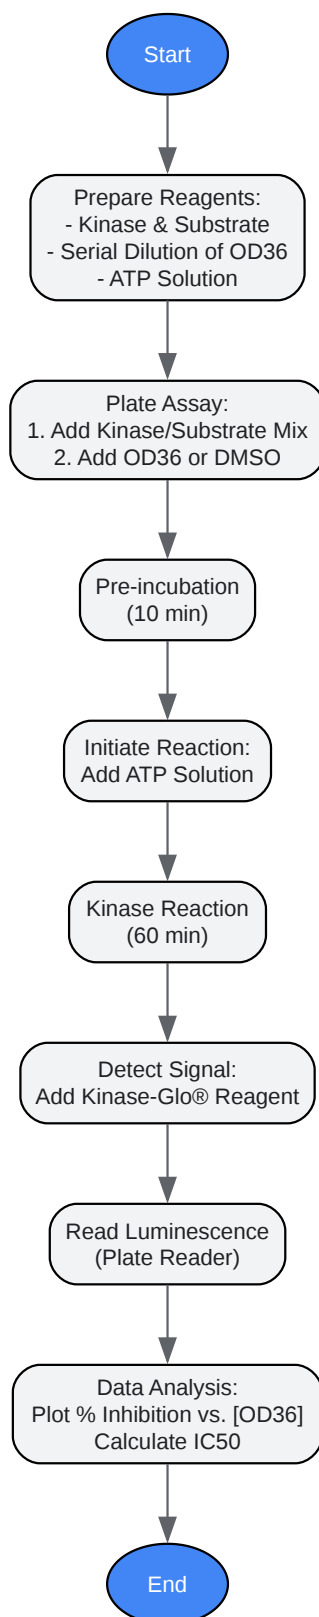 Start
Prepare Reagents:
- Kinase & Substrate
- Serial Dilution of OD36
- ATP Solution
Plate Assay:
1. Add Kinase/Substrate Mix
2. Add OD36 or DMSO
Pre-incubation
(10 min)
Initiate Reaction:
Add ATP Solution
Kinase Reaction
(60 min)
Detect Signal:
Add Kinase-Glo® Reagent
Read Luminescence
(Plate Reader)
Data Analysis:
Plot % Inhibition vs. [OD36]
Calculate IC50
End